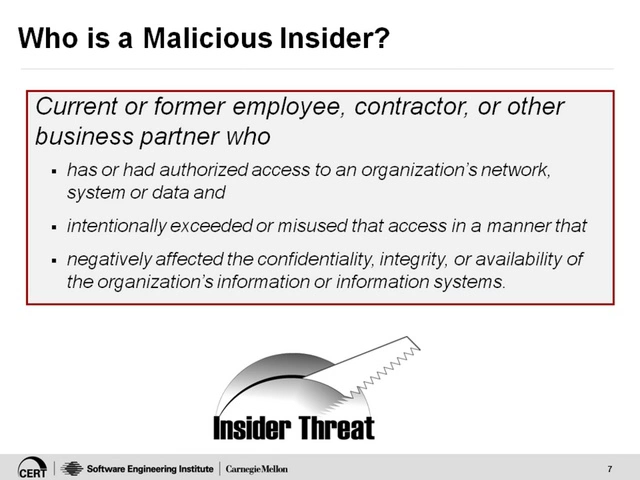 Who is a Malicious Insider?
Current or former employee, contractor, or other
business partner who
▪ has or had authorized access to an organization's network,
system or data and
▪ intentionally exceeded or misused that access in a manner that
▪ negatively affected the confidentiality, integrity, or availability of
the organization's information or information systems.
Insider Threat
CERT | Software Engineering Institute | Carnegie Mellon 7